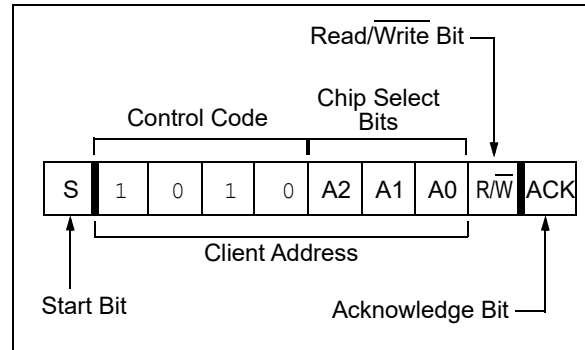 Read/Write Bit
Chip Select
Bits
Control Code
S 1 0 1 0 A2 A1 A0 R/W ACK
Client Address
Start Bit
Acknowledge Bit